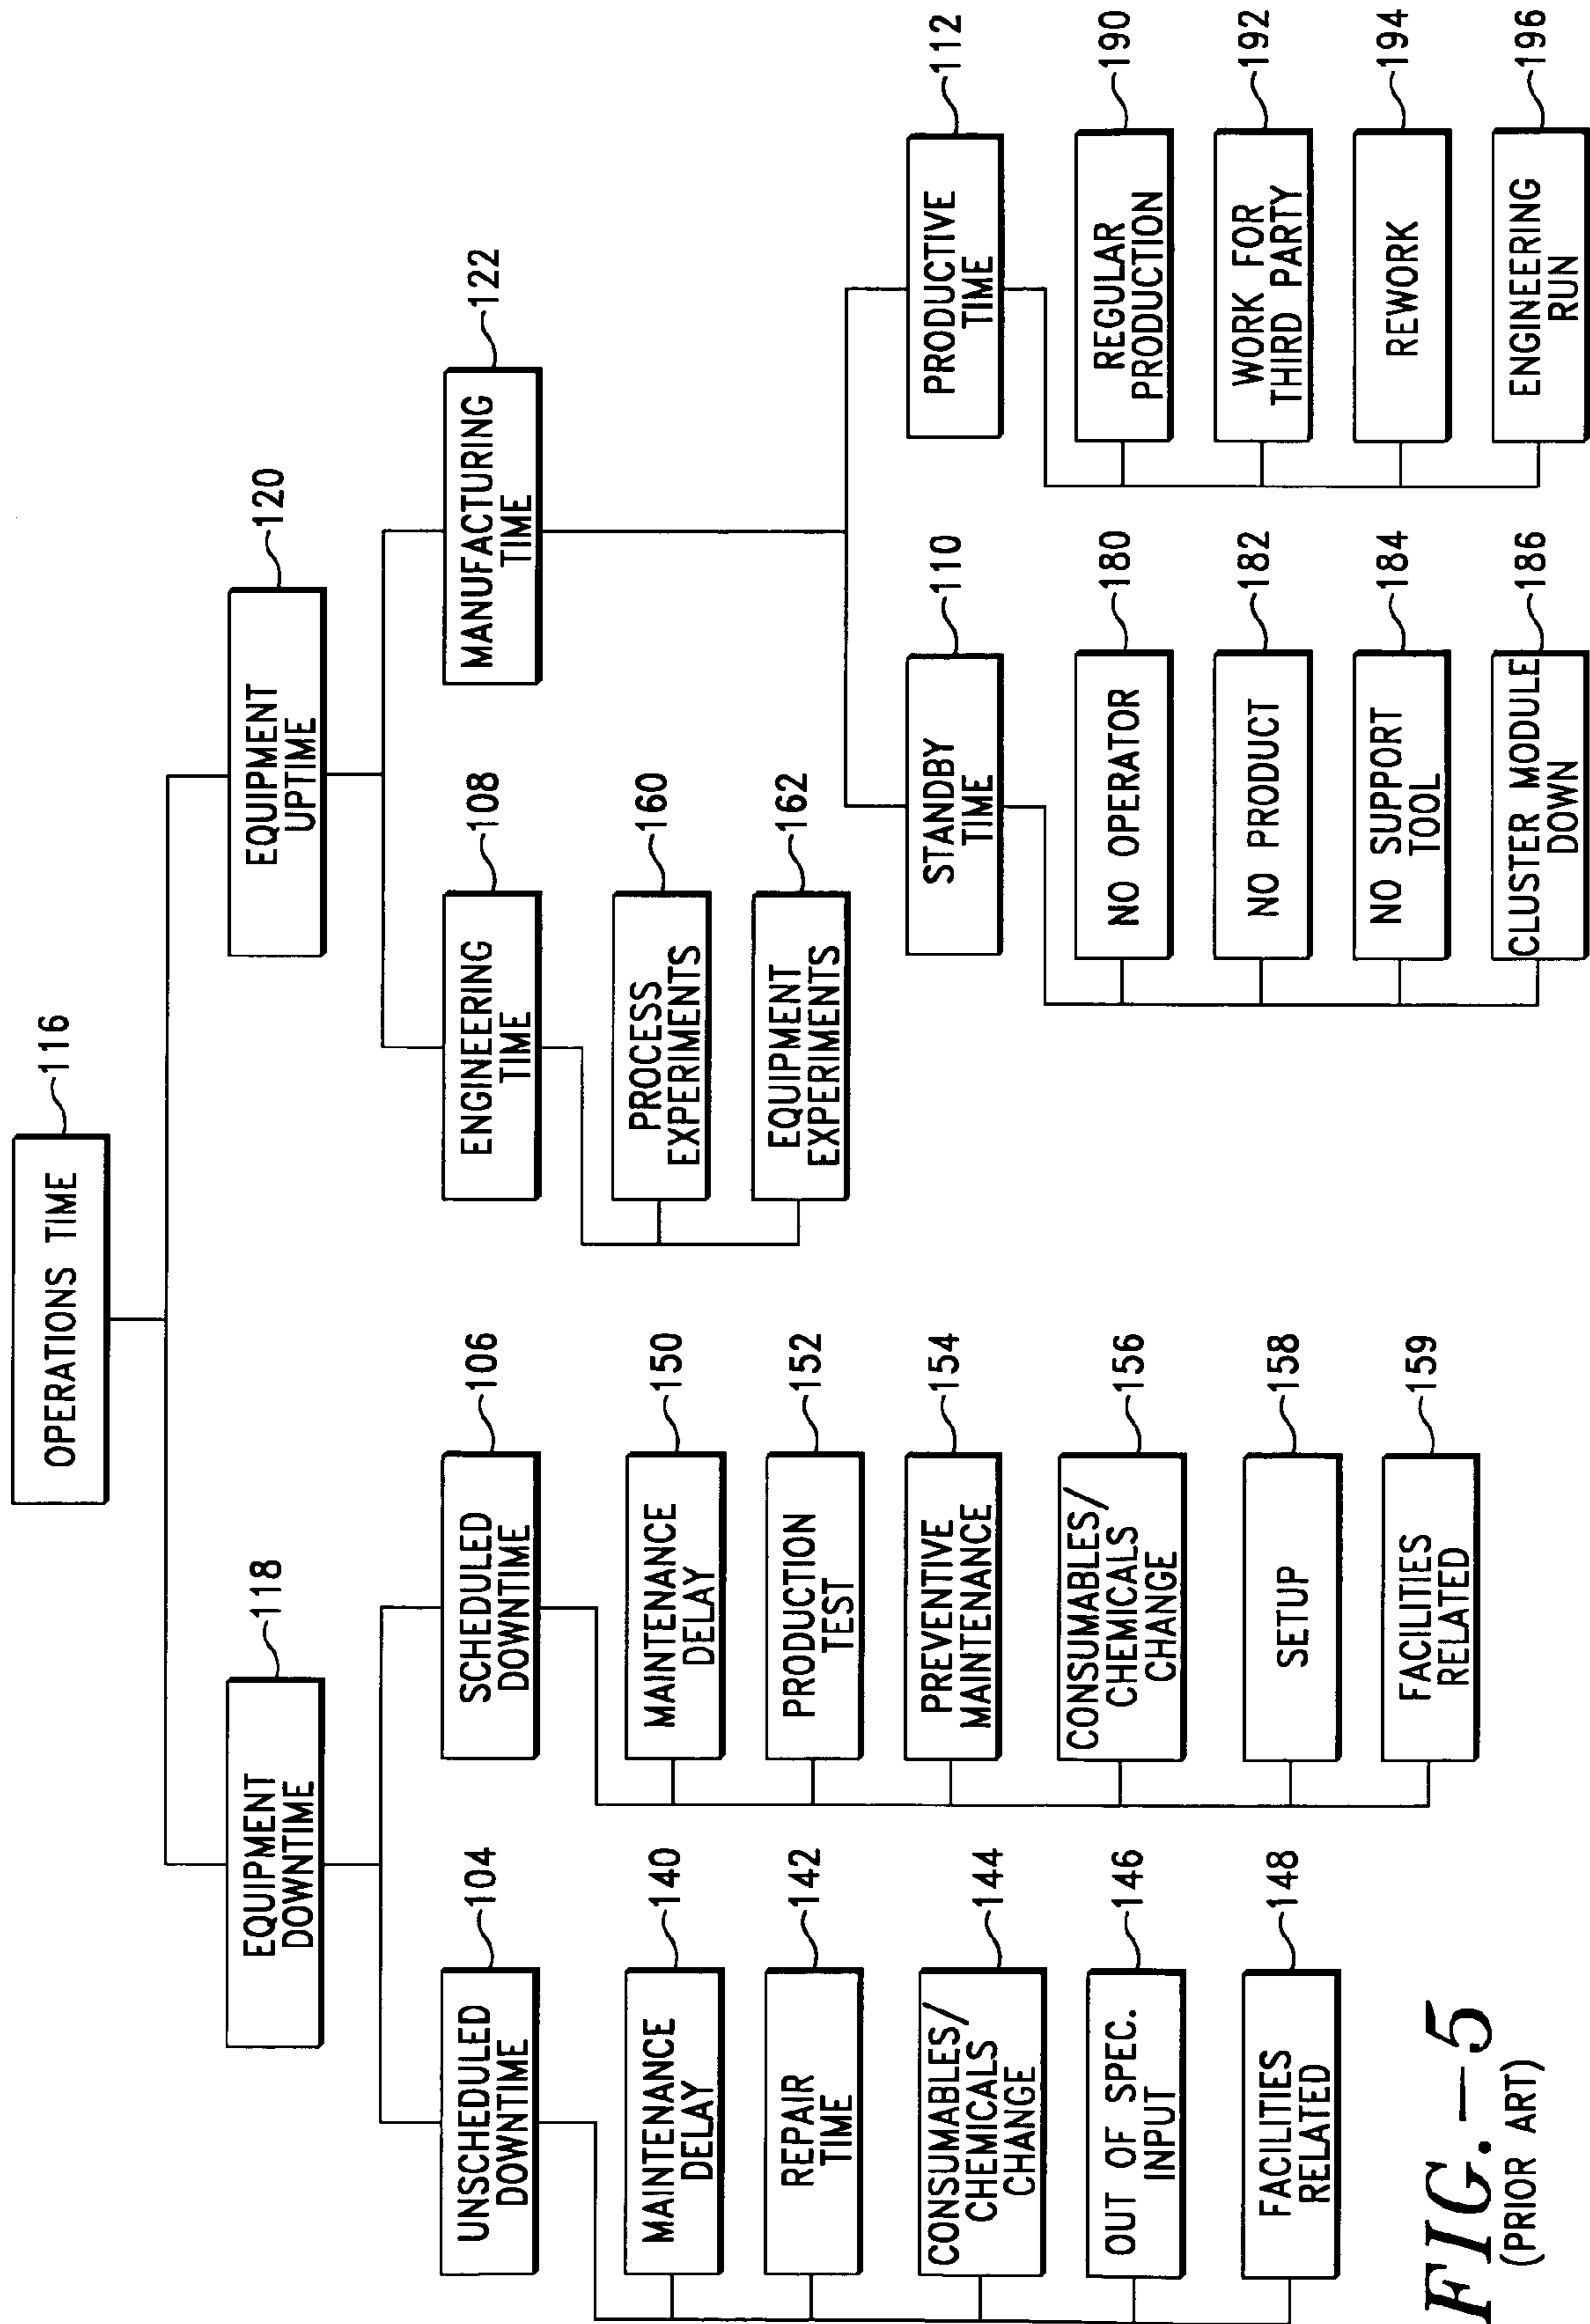 OPERATIONS TIME
116
EQUIPMENT
DOWNTIME
118
EQUIPMENT
UPTIME
120
UNSCHEDULED
DOWNTIME
104
SCHEDULED
DOWNTIME
106
ENGINEERING
TIME
108
MANUFACTURING
TIME
122
MAINTENANCE
DELAY
140
REPAIR
TIME
142
CONSUMABLES/
CHEMICALS
CHANGE
144
OUT OF SPEC.
INPUT
146
FACILITIES
RELATED
148
MAINTENANCE
DELAY
150
PRODUCTION
TEST
152
PREVENTIVE
MAINTENANCE
154
CONSUMABLES/
CHEMICALS
CHANGE
156
SETUP
158
FACILITIES
RELATED
159
PROCESS
EXPERIMENTS
160
EQUIPMENT
EXPERIMENTS
162
STANDBY
TIME
110
NO OPERATOR
180
NO PRODUCT
182
NO SUPPORT
TOOL
184
CLUSTER MODULE
DOWN
186
PRODUCTIVE
TIME
112
REGULAR
PRODUCTION
190
WORK FOR
THIRD PARTY
192
REWORK
194
ENGINEERING
RUN
196
FIG.-5
(PRIOR ART)